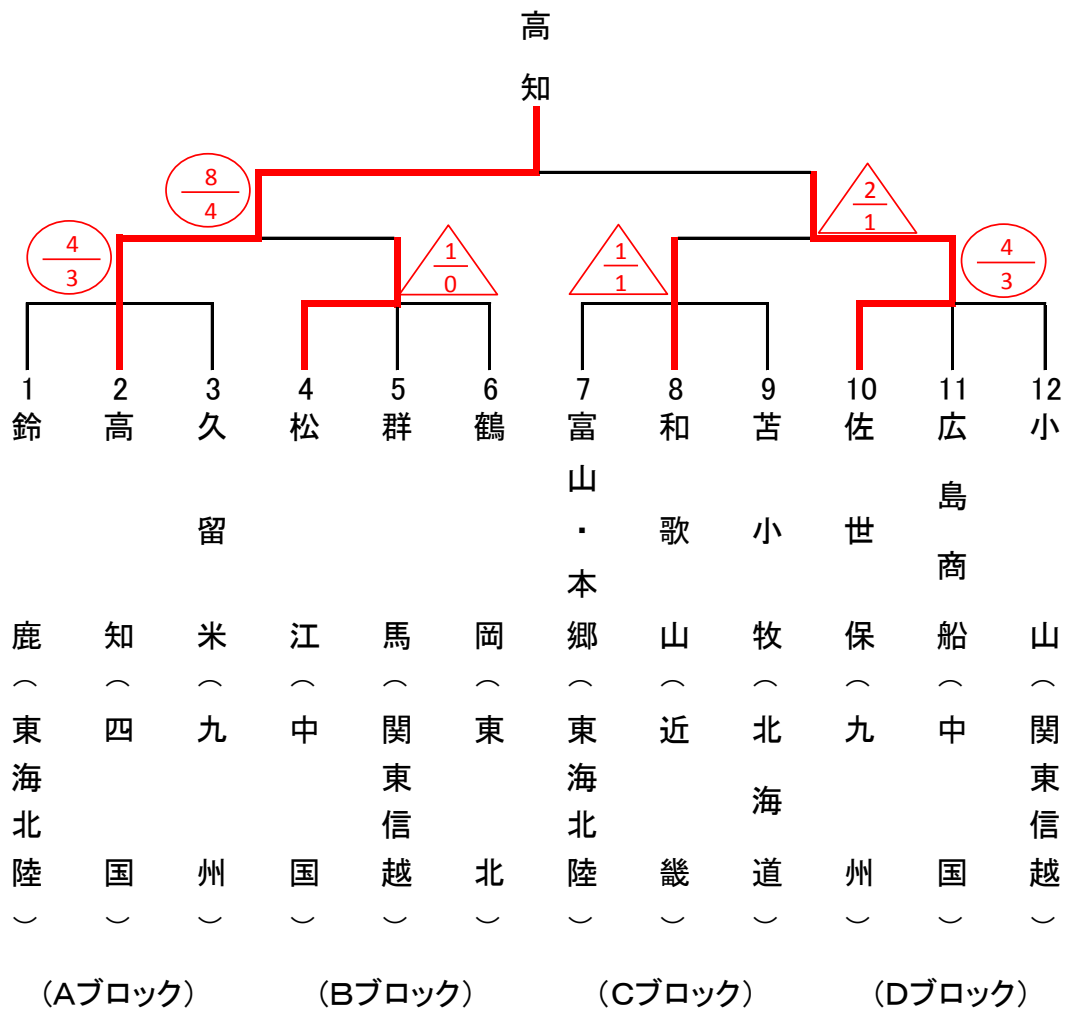 高知
8
4
2
1
4
3
1
0
1
1
4
3
1 2 3 4 5 6 7 8 9 10 11 12
鈴鹿(東海北陸)
高知(四国)
久留米(九州)
松江(中国)
群馬(関東信越)
鶴岡(東北)
富山・本郷(東海北陸)
和歌山(近畿)
苫小牧(北海道)
佐世保(九州)
広島商船(中国)
小山(関東信越)
(Aブロック) (Bブロック) (Cブロック) (Dブロック)